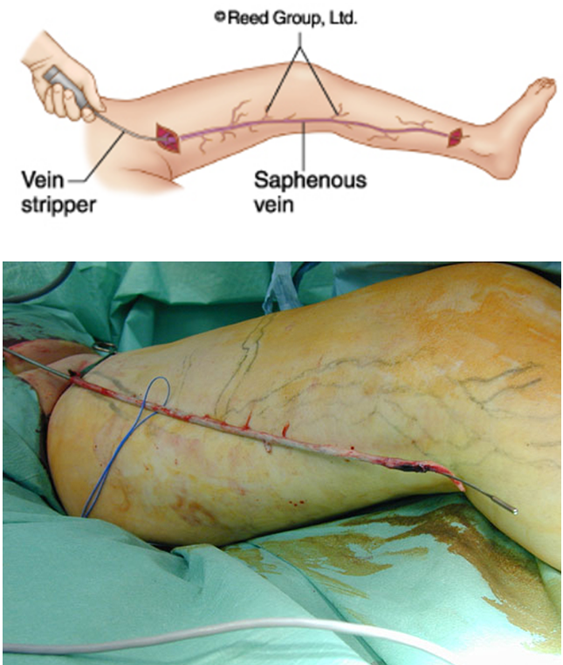 ©Reed Group, Ltd.
Vein
stripper
Saphenous
vein